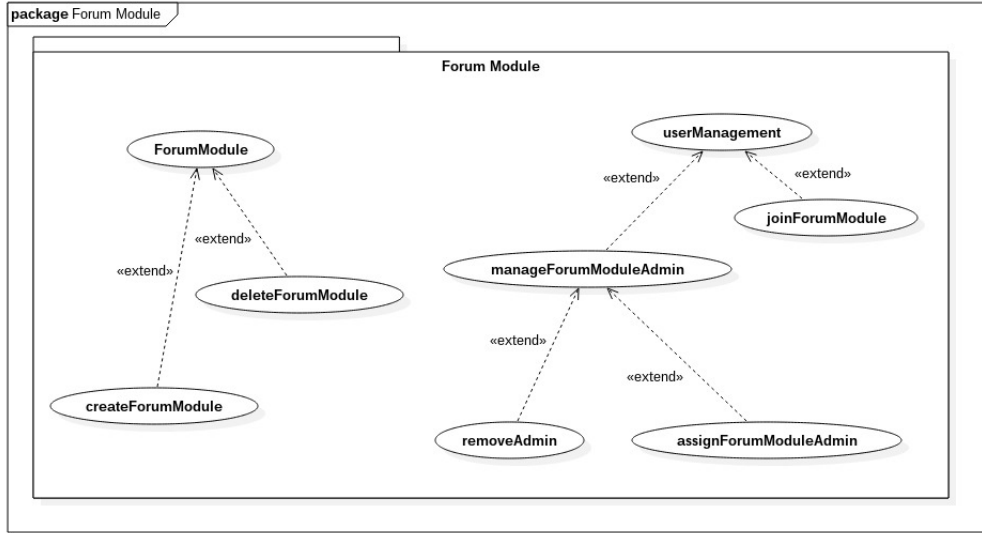 package Forum Module
Forum Module
userManagement
ForumModule
«extend»
«extend»
joinForumModule
«extend»
manageForumModuleAdmin
«extend»
deleteForumModule
«extend»
«extend»
createForumModule
removeAdmin
assignForumModuleAdmin